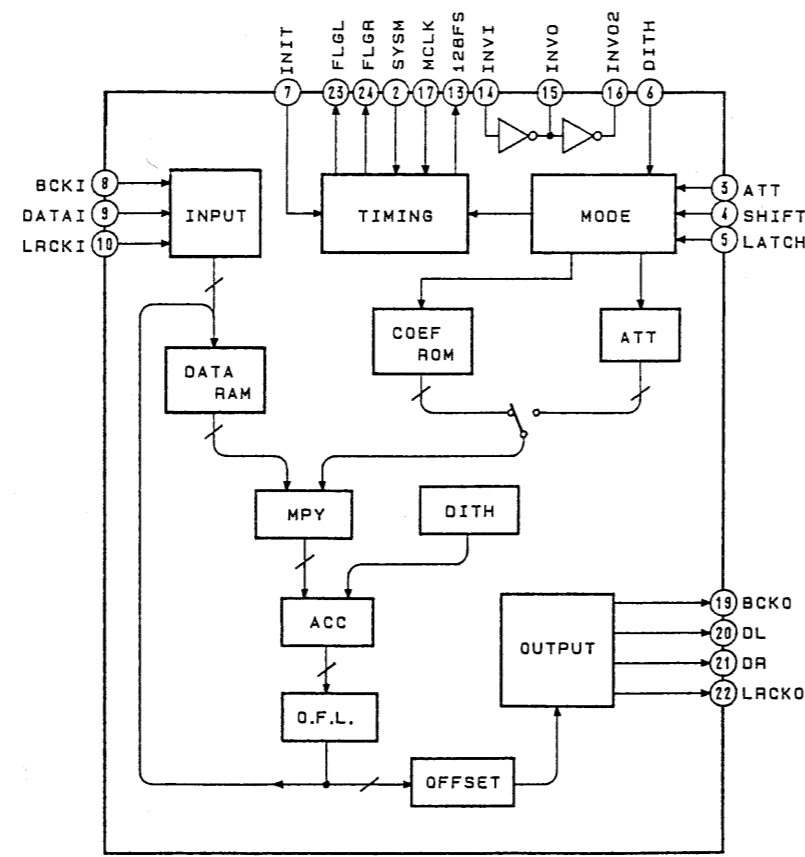 INIT
FLGL
FLGR
SYSM
MCLK
128FS
INVI
INVO
INVO2
DITH
7
23
24
2
17
13
14
15
16
6
BCKI 8
DATAI 9
LRCKI 10
INPUT
TIMING
MODE
3 ATT
4 SHIFT
5 LATCH
COEF
ROM
ATT
DATA
RAM
MPY
DITH
ACC
OUTPUT
19 BCKO
20 DL
21 DR
22 LRCKO
O.F.L.
OFFSET